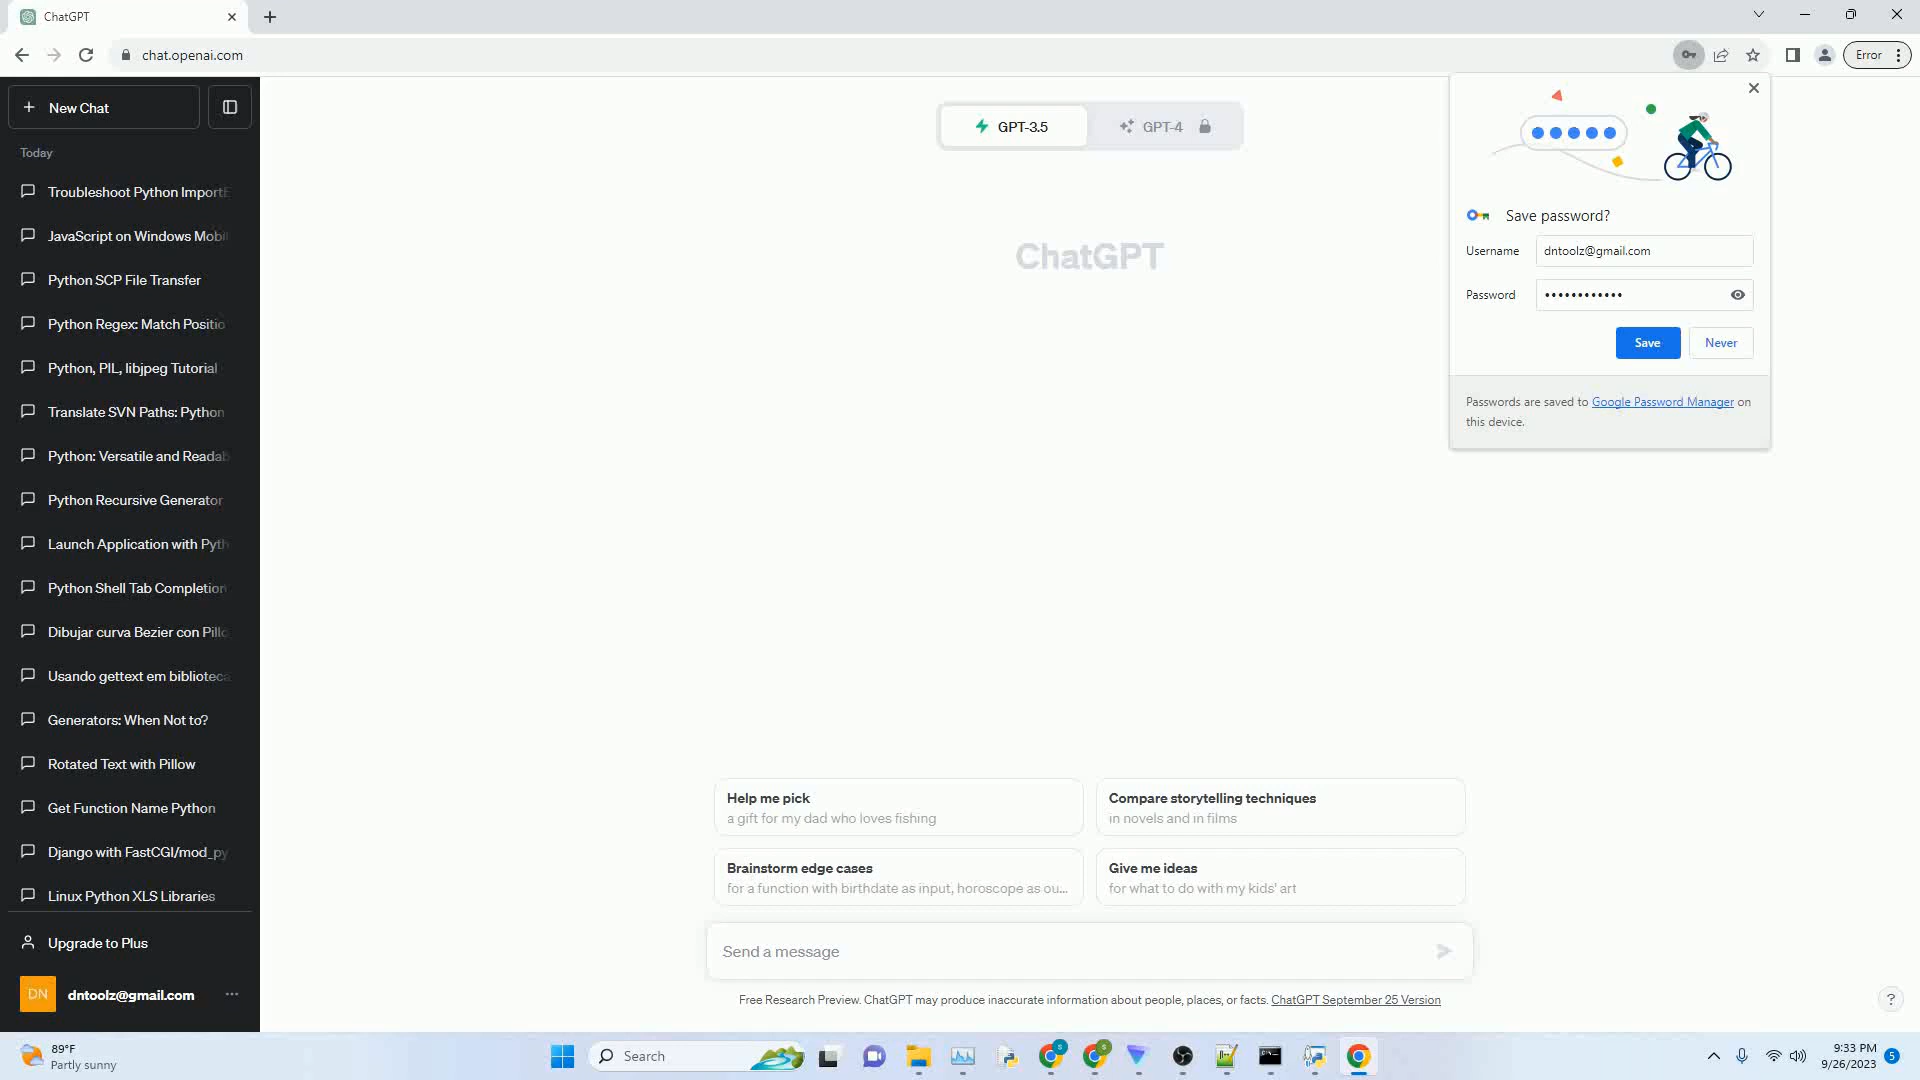 ChatGPT
chat.openai.com
Error
New Chat
Today
Troubleshoot Python Import
JavaScript on Windows Mobil
Python SCP File Transfer
Python Regex: Match Positio
Python, PIL, libjpeg Tutorial
Translate SVN Paths: Python
Python: Versatile and Readab
Python Recursive Generator
Launch Application with Pyth
Python Shell Tab Completion
Dibujar curva Bezier con Pillo
Usando gettext em biblioteca
Generators: When Not to?
Rotated Text with Pillow
Get Function Name Python
Django with FastCGI/mod_py
Linux Python XLS Libraries
Upgrade to Plus
DN dntoolz@gmail.com
GPT-3.5 GPT-4
ChatGPT
Help me pick
a gift for my dad who loves fishing
Compare storytelling techniques
in novels and in films
Brainstorm edge cases
for a function with birthdate as input, horoscope as ou...
Give me ideas
for what to do with my kids' art
Send a message
Free Research Preview. ChatGPT may produce inaccurate information about people, places, or facts. ChatGPT September 25 Version
?
Save password?
Username dntoolz@gmail.com
Password ••••••••••••
Save Never
Passwords are saved to Google Password Manager on
this device.
89°F
Partly sunny
Search
9:33 PM
9/26/2023
5